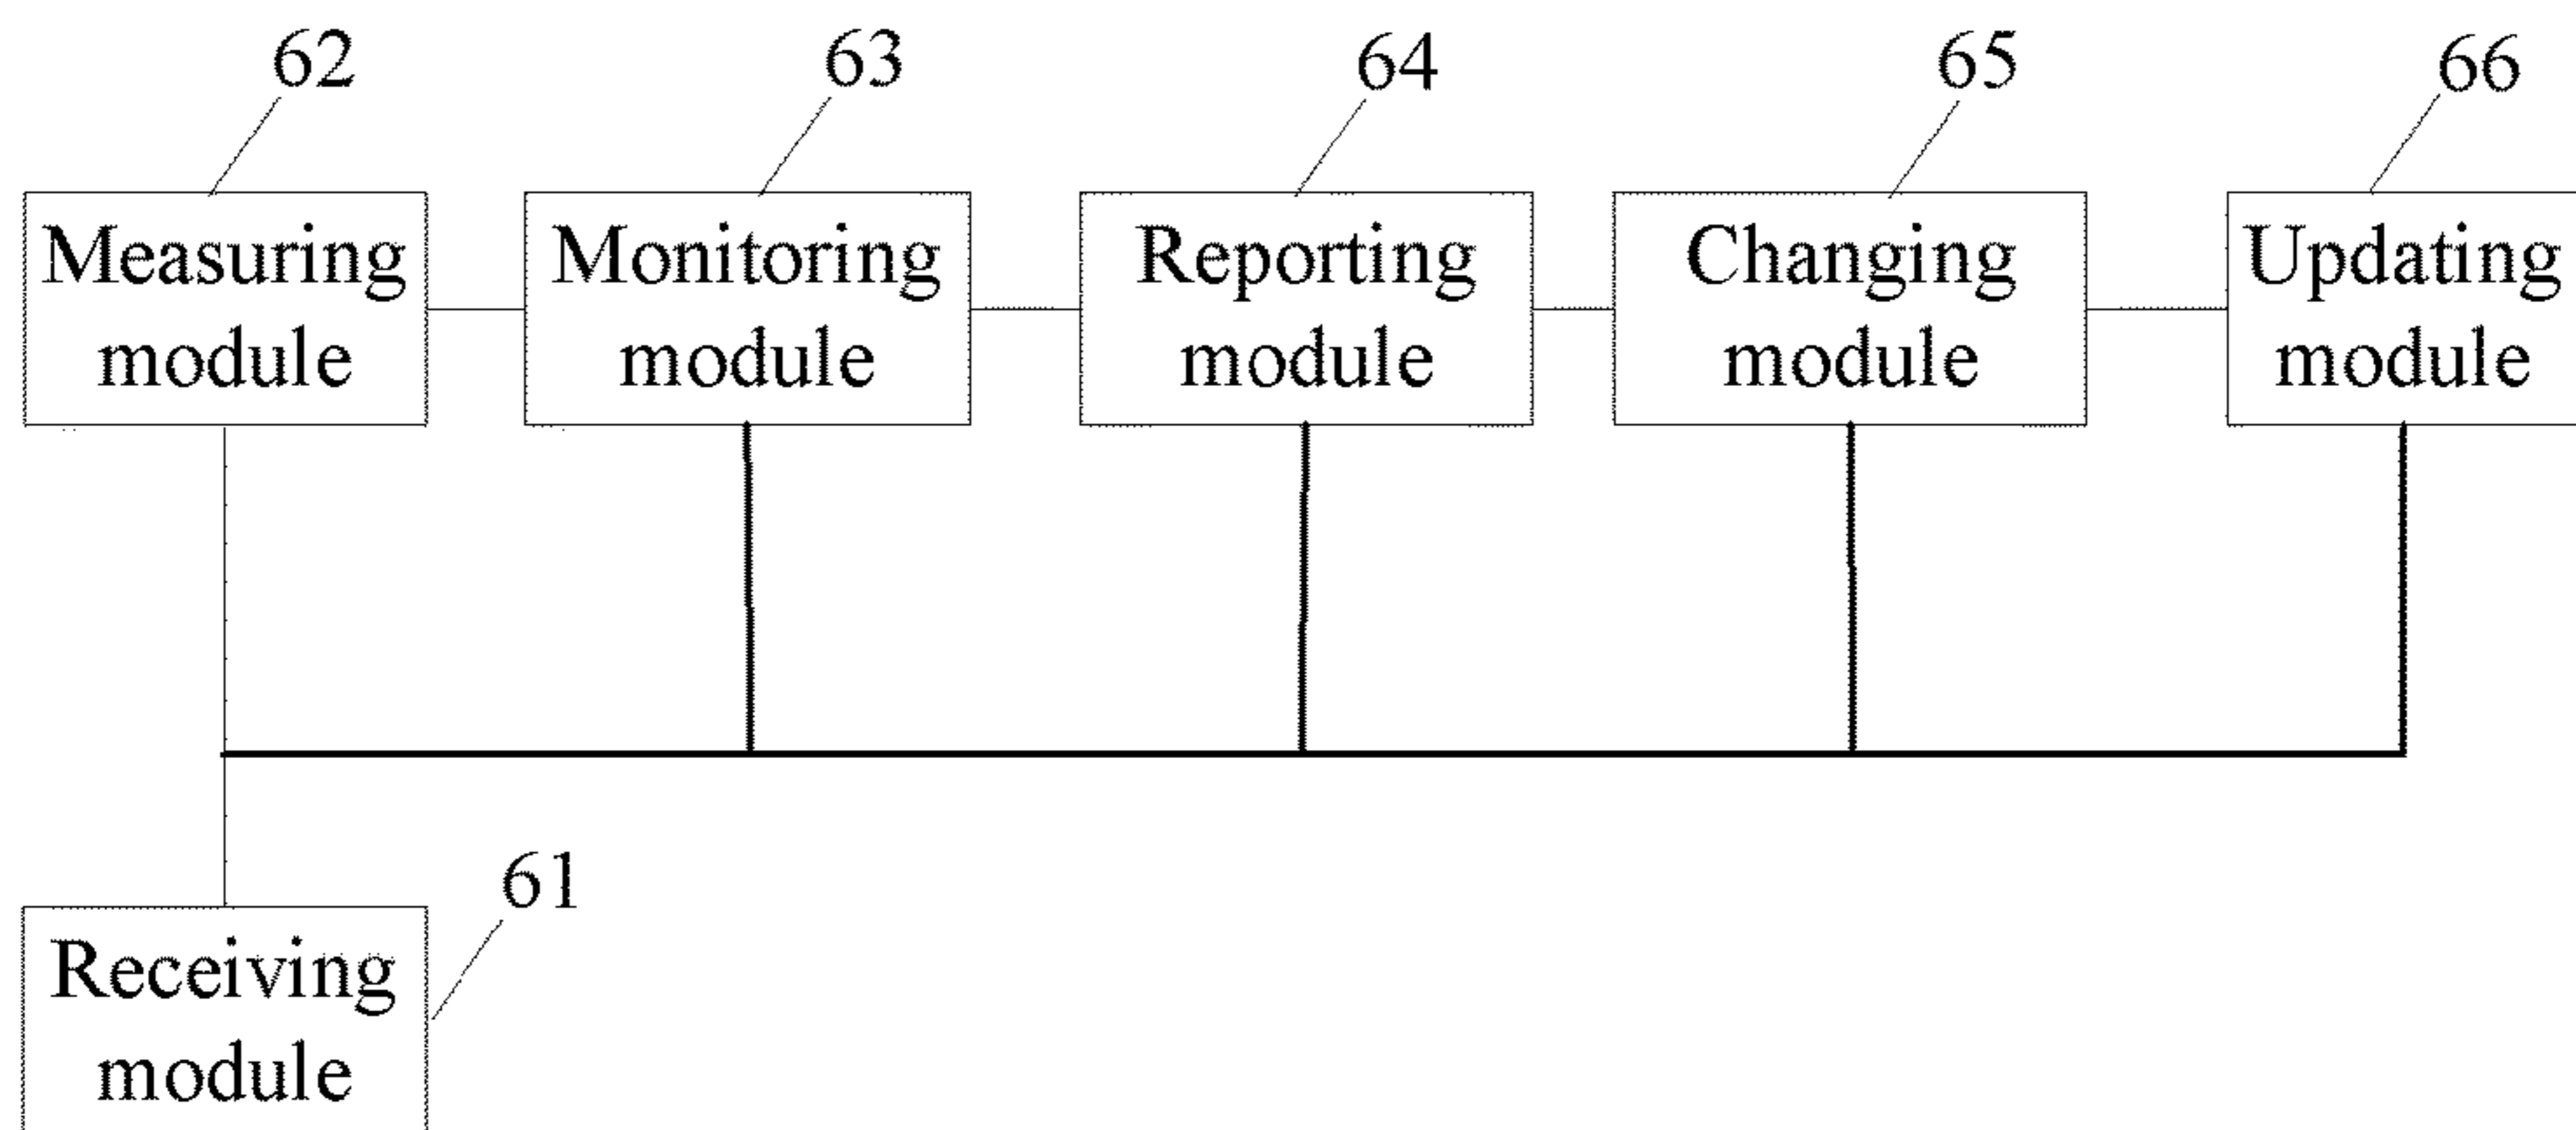 62
63
64
65
66
Measuring
module
Monitoring
module
Reporting
module
Changing
module
Updating
module
61
Receiving
module